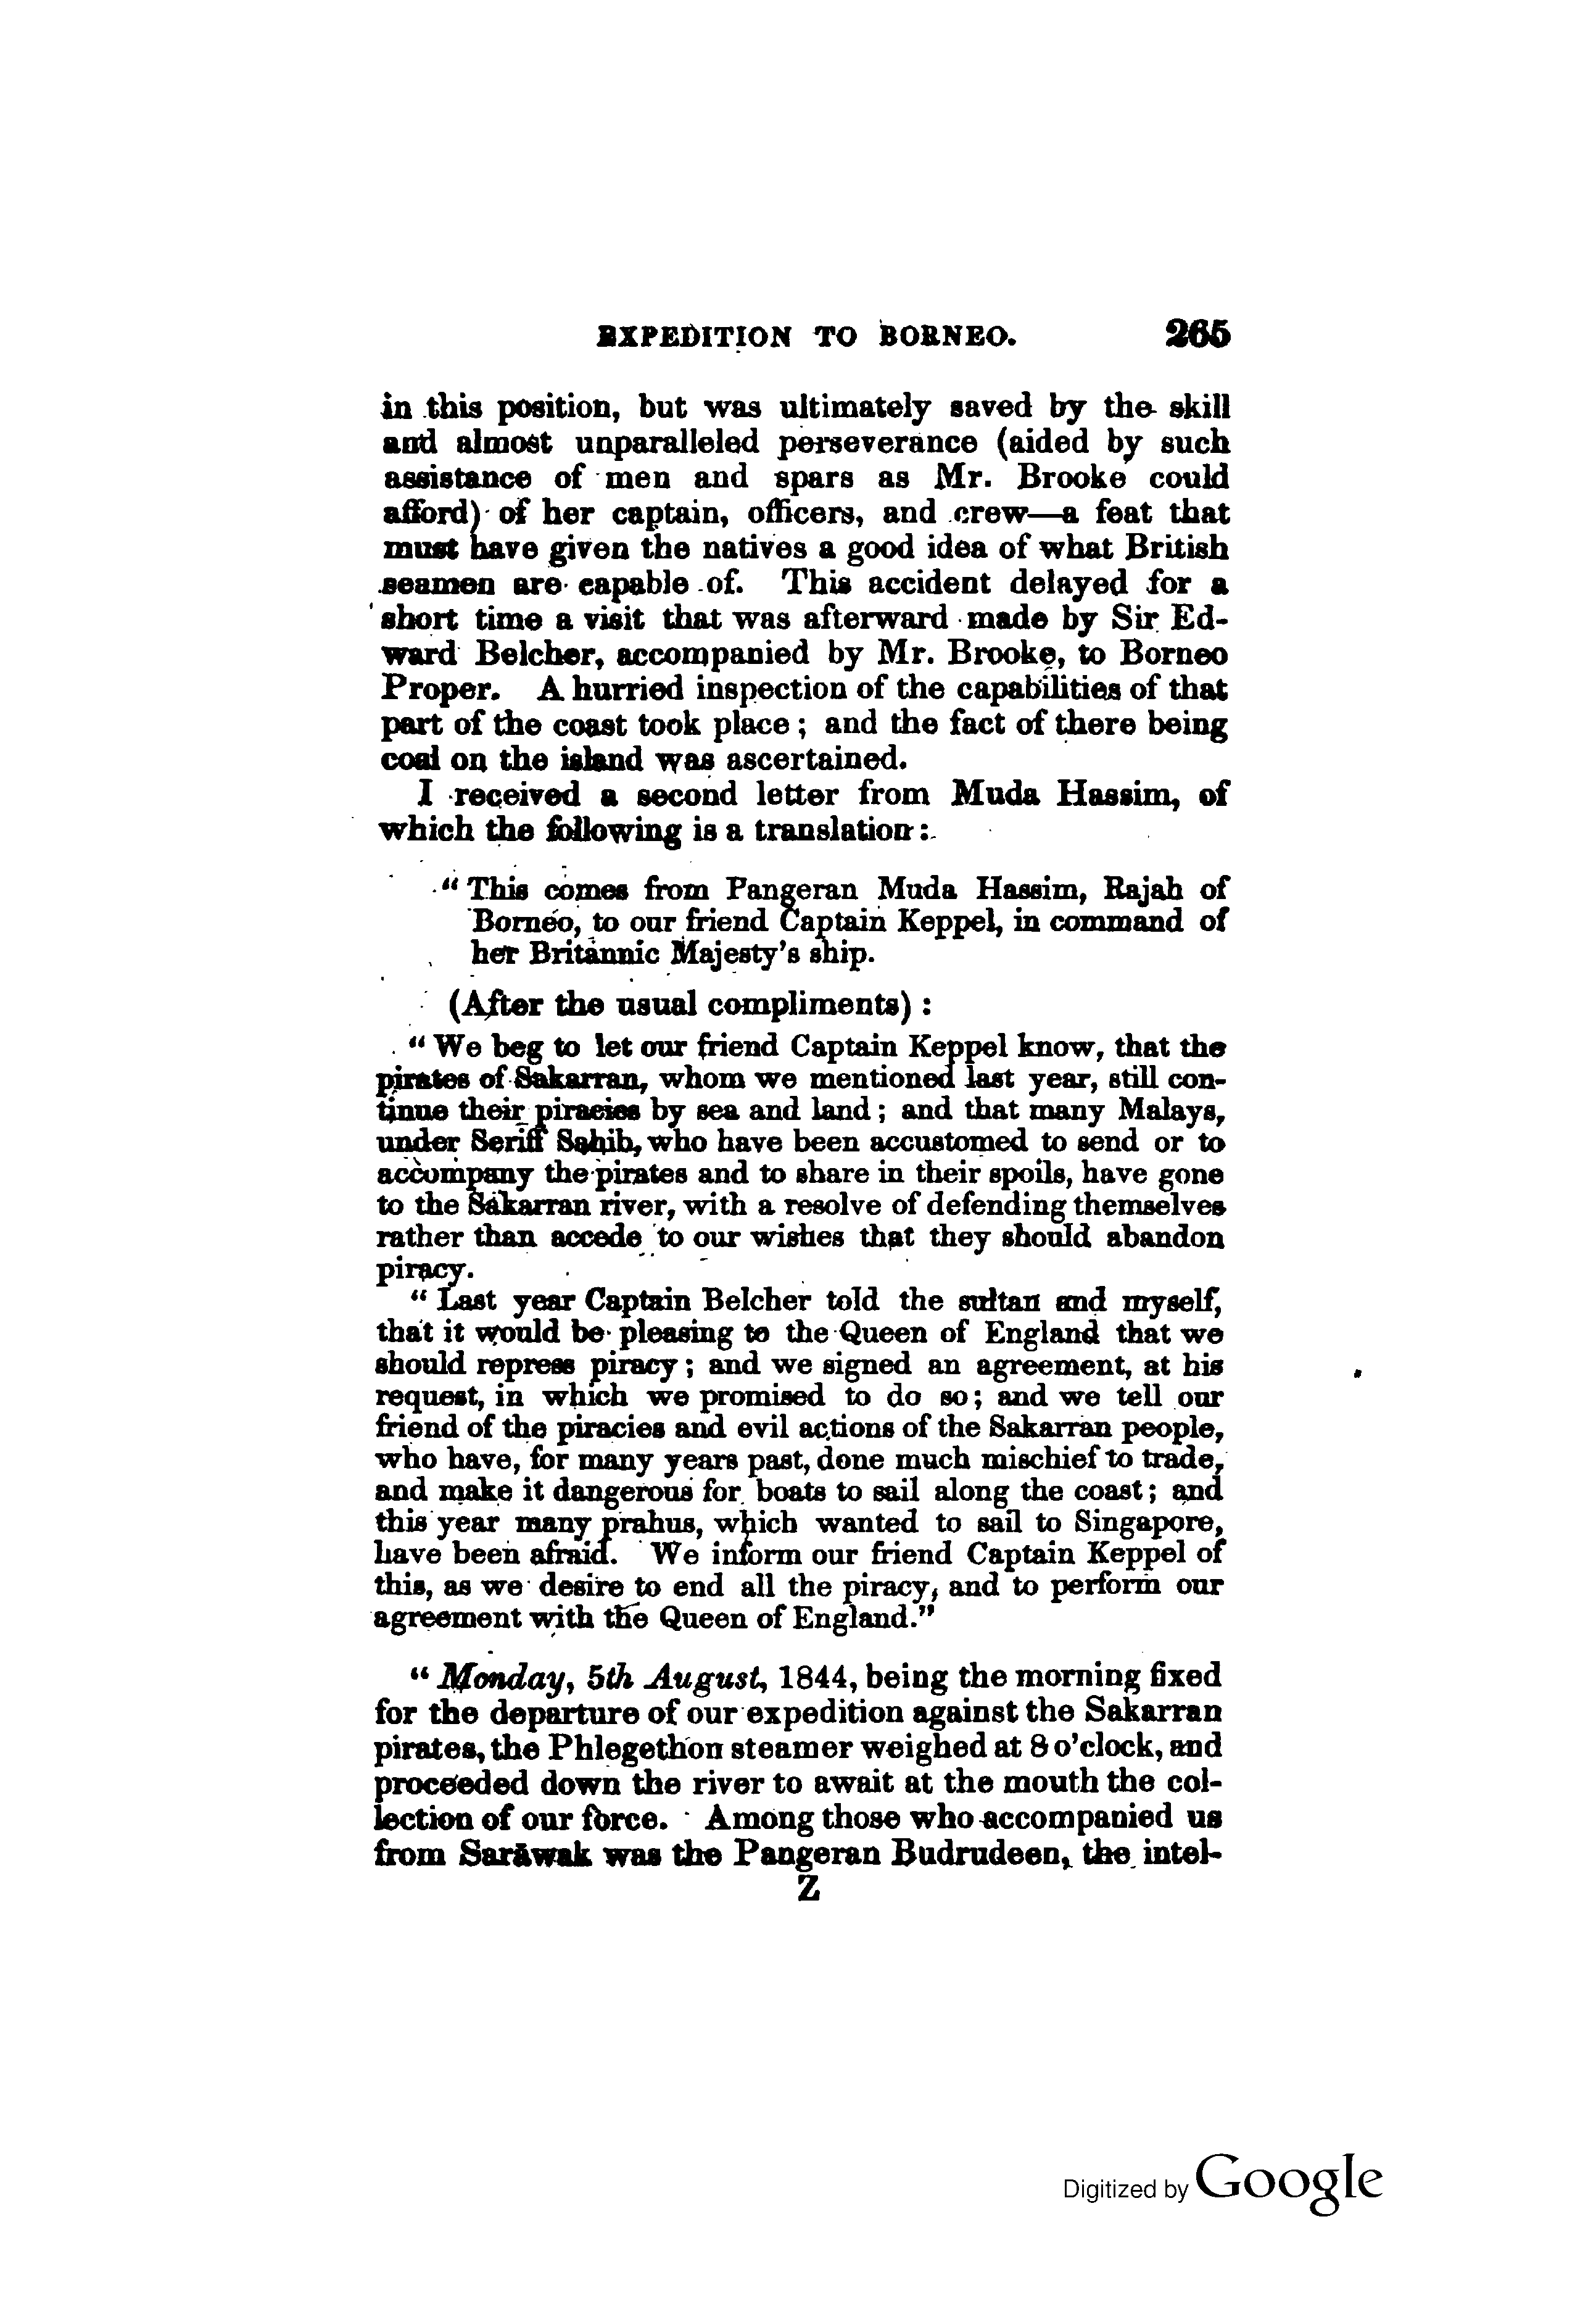 EXPEDITION TO BORNEO. 265
in this position, but was ultimately saved by the skill
and almost unparalleled perseverance (aided by such
assistance of men and spars as Mr. Brooke could
afford) of her captain, officers, and crew—a feat that
must have given the natives a good idea of what British
seamen are capable of. This accident delayed for a
short time a visit that was afterward made by Sir Ed-
ward Belcher, accompanied by Mr. Brooke, to Borneo
Proper. A hurried inspection of the capabilities of that
part of the coast took place; and the fact of there being
coal on the island was ascertained.
I received a second letter from Muda Hassim, of
which the following is a translation:
"This comes from Pangeran Muda Hassim, Rajah of
Borneo, to our friend Captain Keppel, in command of
her Britannic Majesty's ship.
(After the usual compliments):
"We beg to let our friend Captain Keppel know, that the
pirates of Sakarran, whom we mentioned last year, still con-
tinue their piracies by sea and land; and that many Malays,
under Seriff Sahib, who have been accustomed to send or to
accompany the pirates and to share in their spoils, have gone
to the Sakarran river, with a resolve of defending themselves
rather than accede to our wishes that they should abandon
piracy.
"Last year Captain Belcher told the sultan and myself,
that it would be pleasing to the Queen of England that we
should repress piracy; and we signed an agreement, at his
request, in which we promised to do so; and we tell our
friend of the piracies and evil actions of the Sakarran people,
who have, for many years past, done much mischief to trade,
and make it dangerous for boats to sail along the coast; and
this year many prahus, which wanted to sail to Singapore,
have been afraid. We inform our friend Captain Keppel of
this, as we desire to end all the piracy, and to perform our
agreement with the Queen of England."
"Monday, 5th August, 1844, being the morning fixed
for the departure of our expedition against the Sakarran
pirates, the Phlegethon steamer weighed at 8 o'clock, and
proceeded down the river to await at the mouth the col-
lection of our force. Among those who accompanied us
from Sarāwak was the Pangeran Budrudeen, the intel-
Z
Digitized by Google